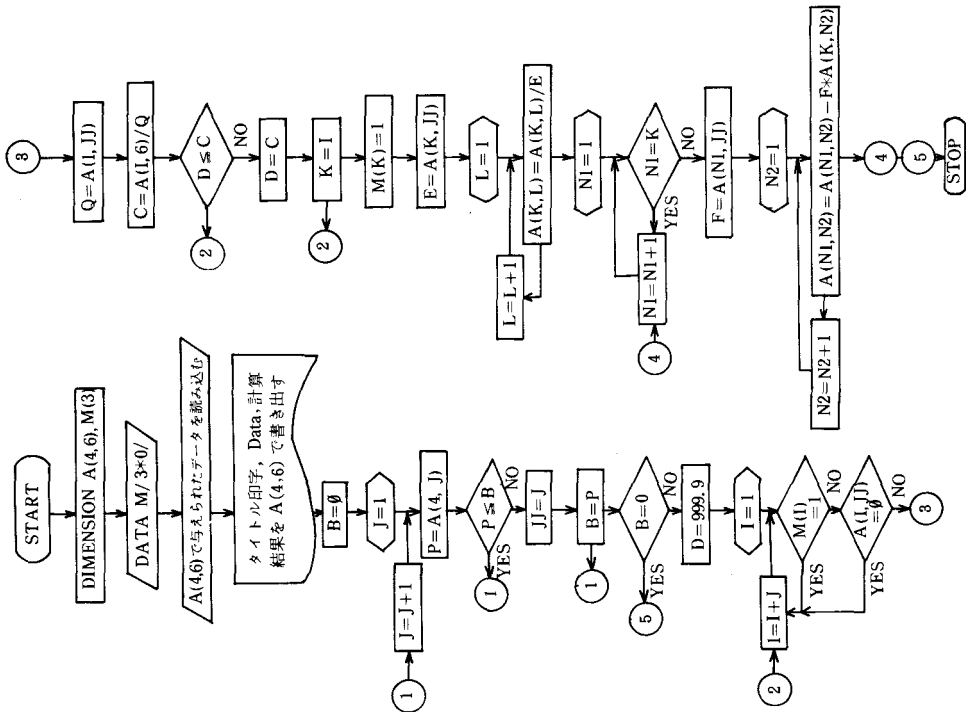 START
DIMENSION A(4,6), M(3)
DATA M/3*0/
A(4,6)で与えられたデータを読み込む
タイトル印字, Data, 計算
結果を A(4,6)で書き出す
B=∅
J=1
J=J+1
1
P=A(4, J)
P≦B
YES
1
NO
JJ=J
B=P
1
B=0
YES
5
NO
D=999.9
I=1
2
I=I+J
M(I)
=1
YES
NO
A(I,JJ)
=∅
YES
NO
3
3
Q=A(I,JJ)
C=A(I,6)/Q
D≦C
2
NO
D=C
K=I
2
M(K)=1
E=A(K,JJ)
L=1
L=L+1
A(K,L)=A(K,L)/E
N1=1
N1=K
YES
N1=N1+1
4
NO
F=A(N1,JJ)
N2=1
A(N1,N2)=A(N1,N2)-F*A(K,N2)
N2=N2+1
4
5
STOP